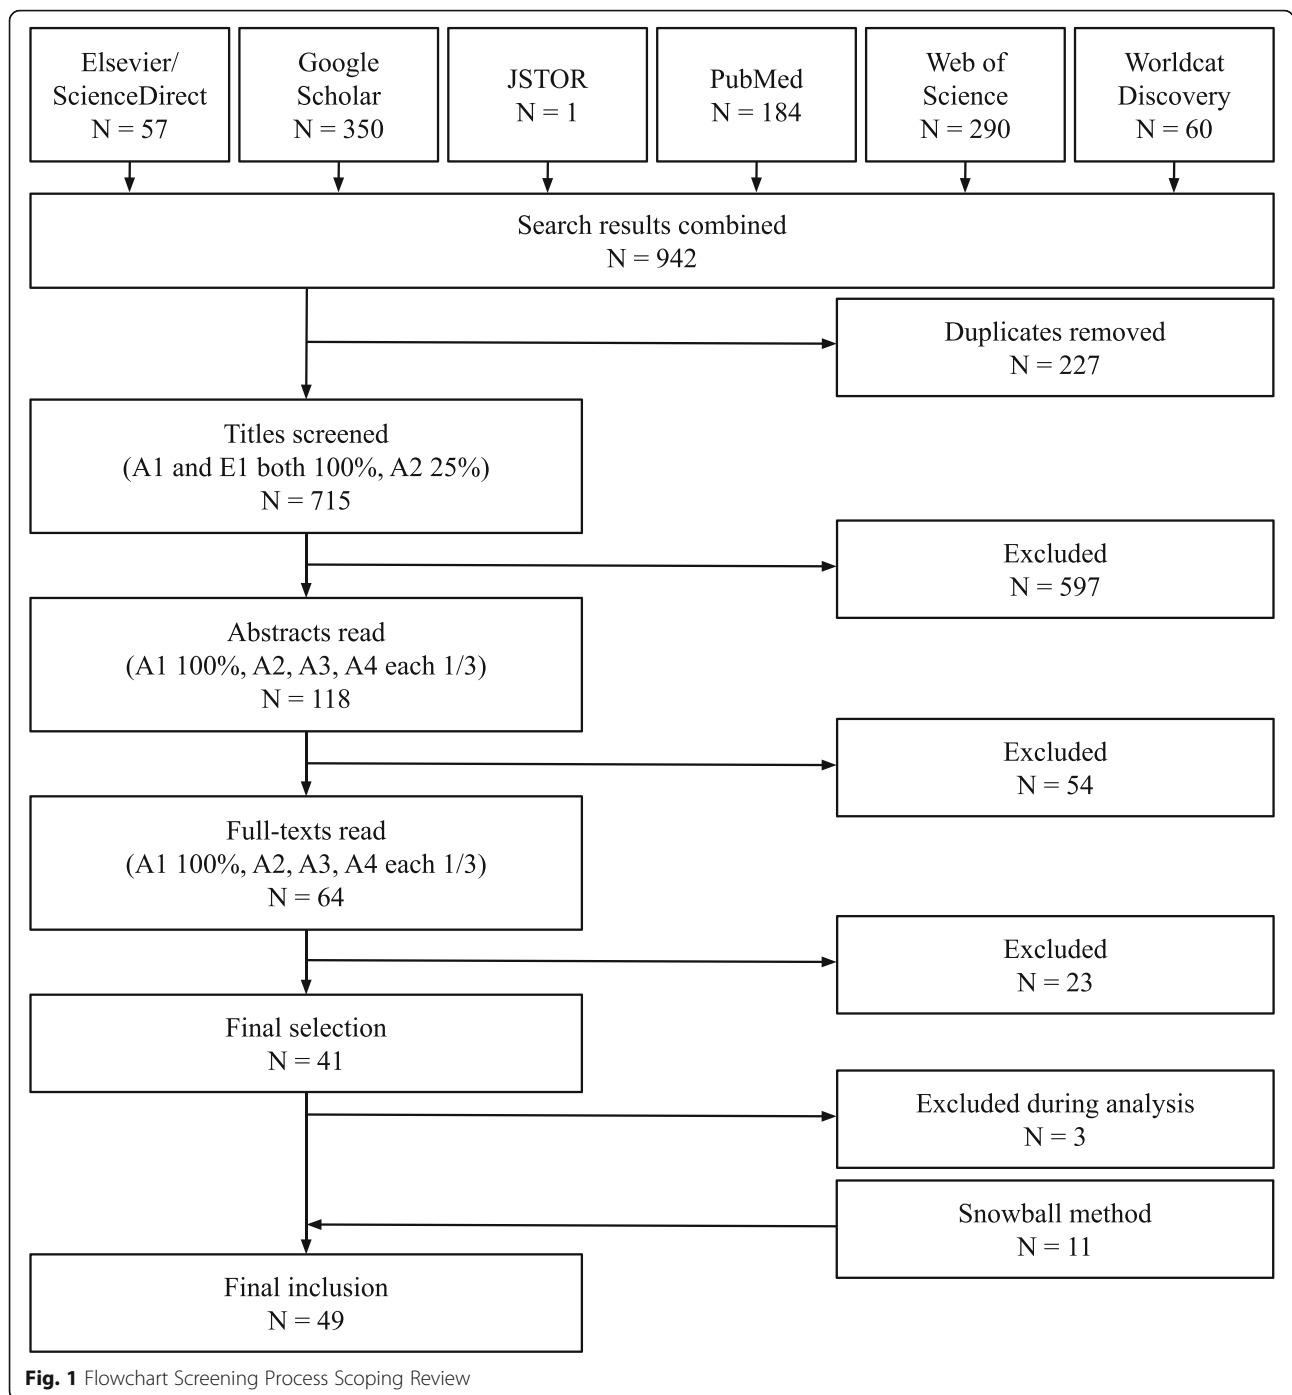 Elsevier/
ScienceDirect
N = 57
Google
Scholar
N = 350
JSTOR
N = 1
PubMed
N = 184
Web of
Science
N = 290
Worldcat
Discovery
N = 60
Search results combined
N = 942
Duplicates removed
N = 227
Titles screened
(A1 and E1 both 100%, A2 25%)
N = 715
Excluded
N = 597
Abstracts read
(A1 100%, A2, A3, A4 each 1/3)
N = 118
Excluded
N = 54
Full-texts read
(A1 100%, A2, A3, A4 each 1/3)
N = 64
Excluded
N = 23
Final selection
N = 41
Excluded during analysis
N = 3
Snowball method
N = 11
Final inclusion
N = 49
Fig. 1 Flowchart Screening Process Scoping Review